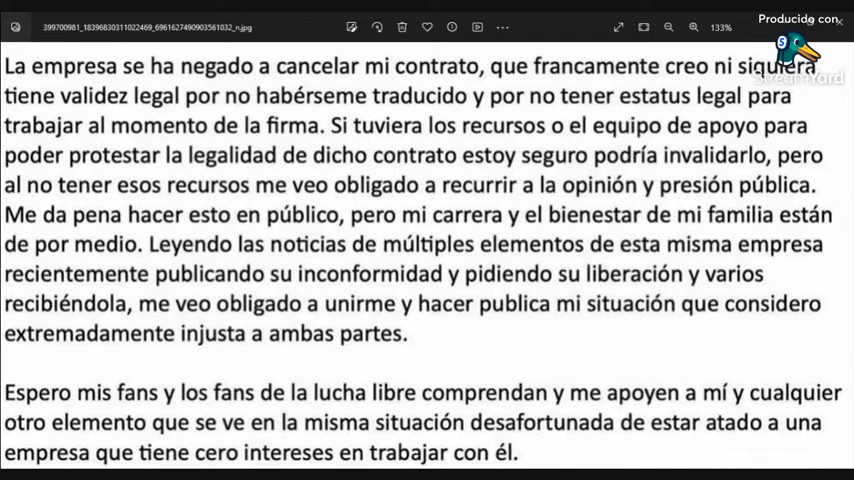 399700981_18396830311022469_6961627490903561032_n.jpg
133%
Producido con
StreamYard
La empresa se ha negado a cancelar mi contrato, que francamente creo ni siquiera
tiene validez legal por no habérseme traducido y por no tener estatus legal para
trabajar al momento de la firma. Si tuviera los recursos o el equipo de apoyo para
poder protestar la legalidad de dicho contrato estoy seguro podría invalidarlo, pero
al no tener esos recursos me veo obligado a recurrir a la opinión y presión pública.
Me da pena hacer esto en público, pero mi carrera y el bienestar de mi familia están
de por medio. Leyendo las noticias de múltiples elementos de esta misma empresa
recientemente publicando su inconformidad y pidiendo su liberación y varios
recibiéndola, me veo obligado a unirme y hacer publica mi situación que considero
extremadamente injusta a ambas partes.
Espero mis fans y los fans de la lucha libre comprendan y me apoyen a mí y cualquier
otro elemento que se ve en la misma situación desafortunada de estar atado a una
empresa que tiene cero intereses en trabajar con él.